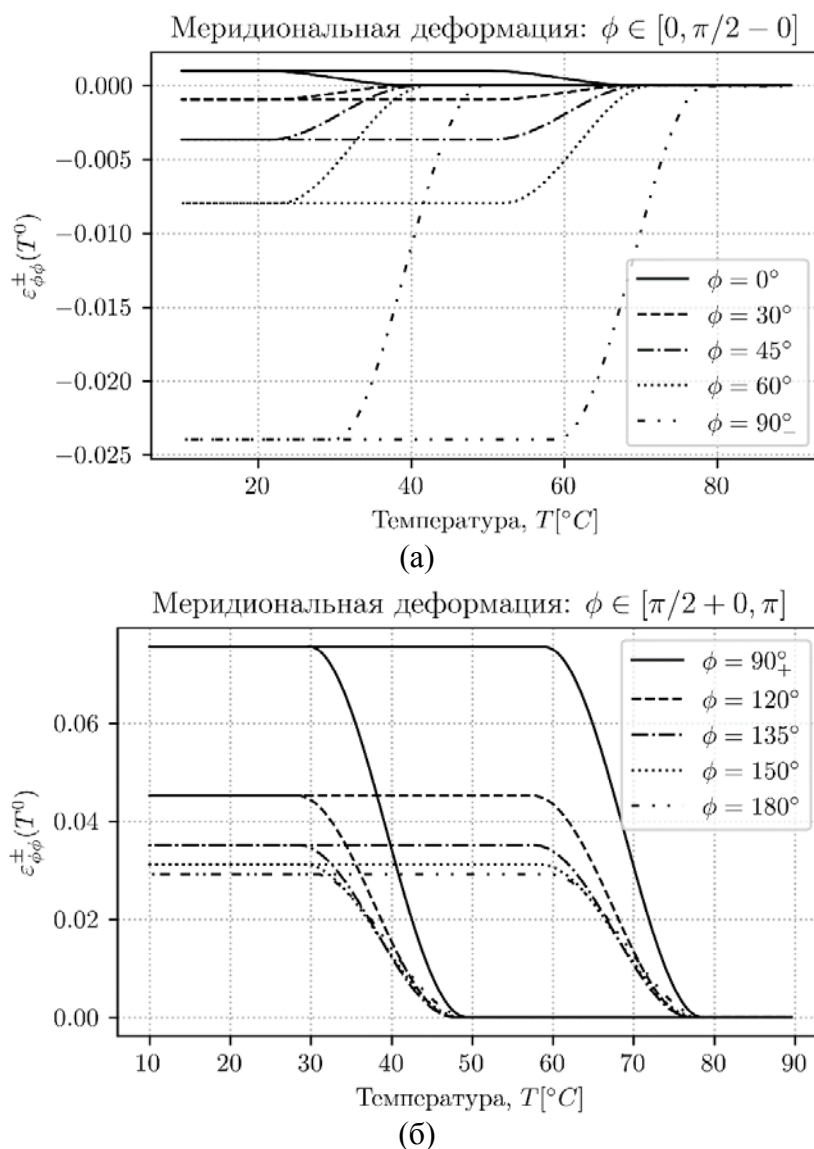 Меридиональная деформация: ϕ ∈ [0, π/2 − 0]
0.000
−0.005
−0.010
−0.015
−0.020
−0.025
ε±ϕϕ(T⁰)
ϕ = 0°
ϕ = 30°
ϕ = 45°
ϕ = 60°
ϕ = 90°₋
20 40 60 80
Температура, T[°C]
(а)
Меридиональная деформация: ϕ ∈ [π/2 + 0, π]
0.06
0.04
0.02
0.00
ε±ϕϕ(T⁰)
ϕ = 90°₊
ϕ = 120°
ϕ = 135°
ϕ = 150°
ϕ = 180°
10 20 30 40 50 60 70 80 90
Температура, T[°C]
(б)